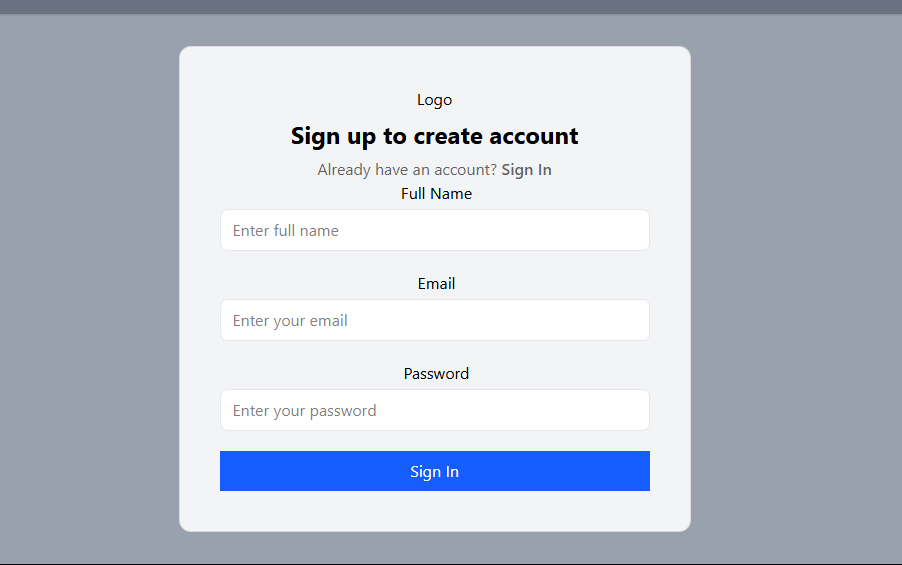 Logo
Sign up to create account
Already have an account? Sign In
Full Name
Enter full name
Email
Enter your email
Password
Enter your password
Sign In